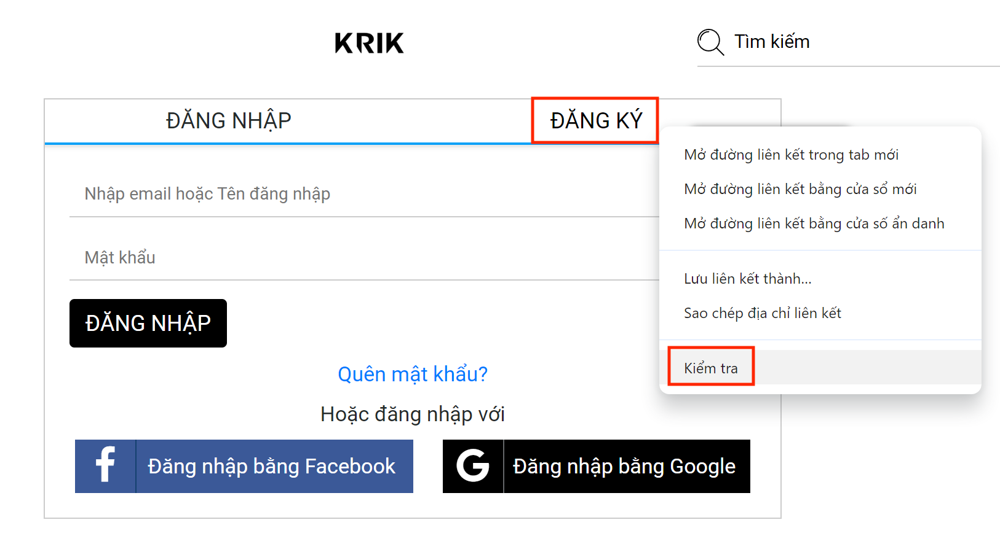 KRIK
Tìm kiếm
ĐĂNG NHẬP
ĐĂNG KÝ
Nhập email hoặc Tên đăng nhập
Mật khẩu
ĐĂNG NHẬP
Quên mật khẩu?
Hoặc đăng nhập với
f Đăng nhập bằng Facebook
G Đăng nhập bằng Google
Mở đường liên kết trong tab mới
Mở đường liên kết bằng cửa sổ mới
Mở đường liên kết bằng cửa số ẩn danh
Lưu liên kết thành...
Sao chép địa chỉ liên kết
Kiểm tra